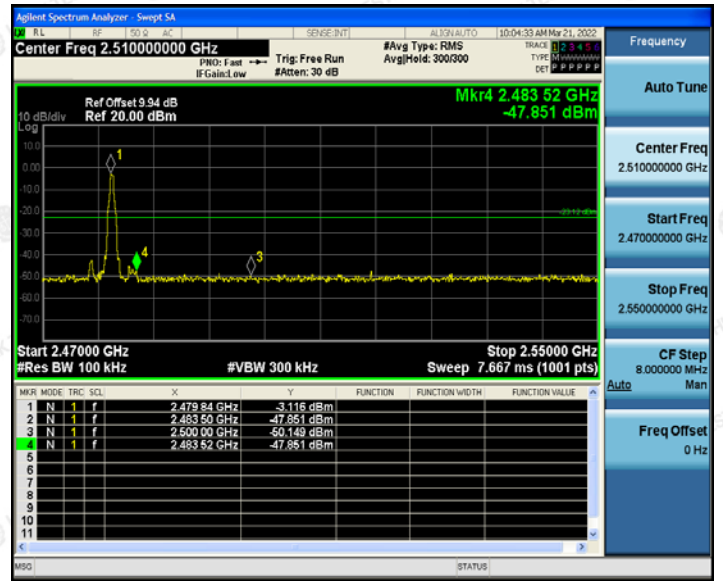 Agilent Spectrum Analyzer - Swept SA
RL RF 50 Ω AC SENSE:INT ALIGN AUTO 10:04:33 AM Mar 21, 2022
Center Freq 2.510000000 GHz
PNO: Fast
IFGain:Low
Trig: Free Run
#Atten: 30 dB
#Avg Type: RMS
Avg|Hold: 300/300
TRACE 1 2 3 4 5 6
TYPE M
DET P P P P P P
Ref Offset 9.94 dB
10 dB/div Ref 20.00 dBm
Log
Mkr4 2.483 52 GHz
-47.851 dBm
10.0
0.00
-10.0
-20.0
-30.0
-40.0
-50.0
-60.0
-70.0
1
4
3
-23.12 dBm
Start 2.47000 GHz Stop 2.55000 GHz
#Res BW 100 kHz #VBW 300 kHz Sweep 7.667 ms (1001 pts)
MKR MODE TRC SCL X Y FUNCTION FUNCTION WIDTH FUNCTION VALUE
1 N 1 f 2.479 84 GHz -3.116 dBm
2 N 1 f 2.483 50 GHz -47.851 dBm
3 N 1 f 2.500 00 GHz -50.149 dBm
4 N 1 f 2.483 52 GHz -47.851 dBm
5
6
7
8
9
10
11
MSG STATUS
Frequency
Auto Tune
Center Freq
2.510000000 GHz
Start Freq
2.470000000 GHz
Stop Freq
2.550000000 GHz
CF Step
8.000000 MHz
Auto Man
Freq Offset
0 Hz